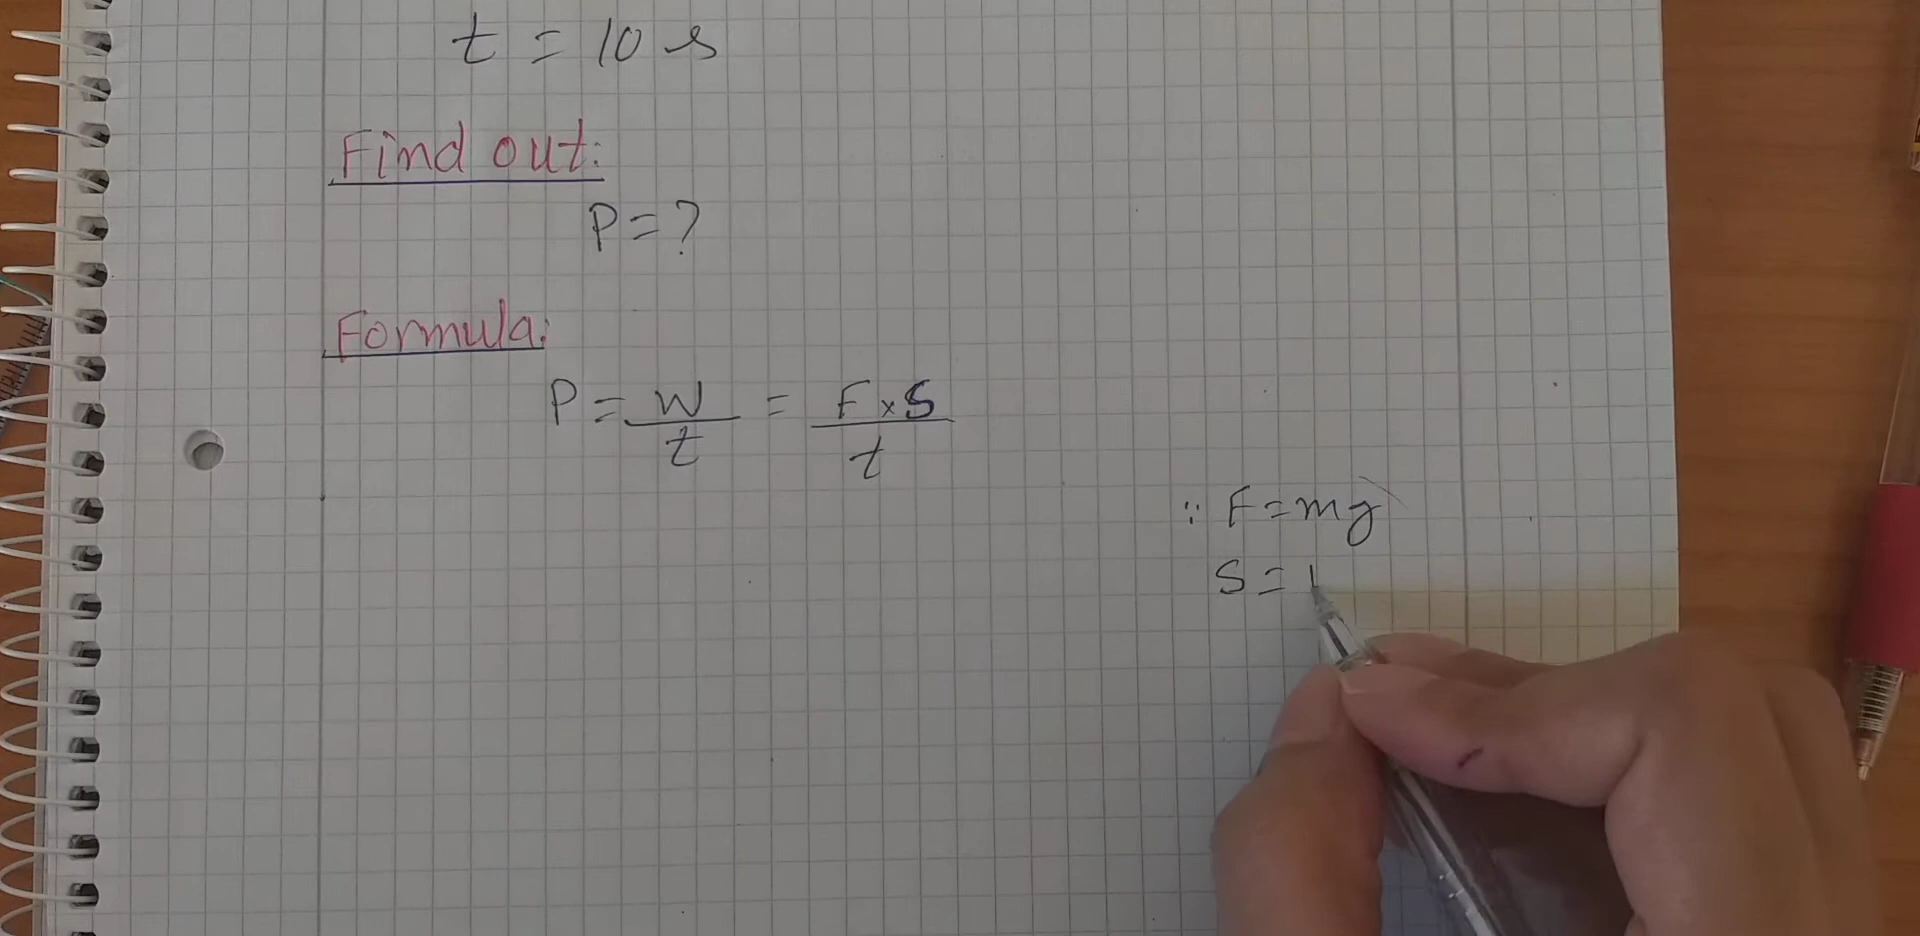 t = 10 s
Find out:
P = ?
Formula:
P = W/t = F × S/t
∵ F = mg
S =